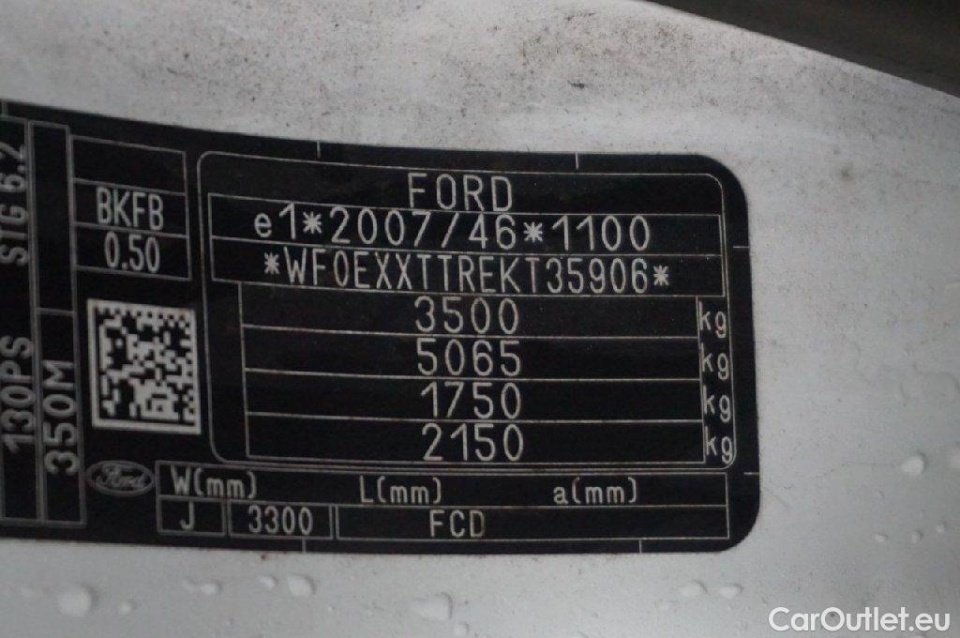 FORD
e1*2007/46*1100
*WF0EXXTTREKT35906*
3500 kg
5065 kg
1750 kg
2150 kg
BKFB
0.50
STG 6.2
130PS
350M
Ford
W(mm) L(mm) a(mm)
J 3300 FCD
CarOutlet.eu